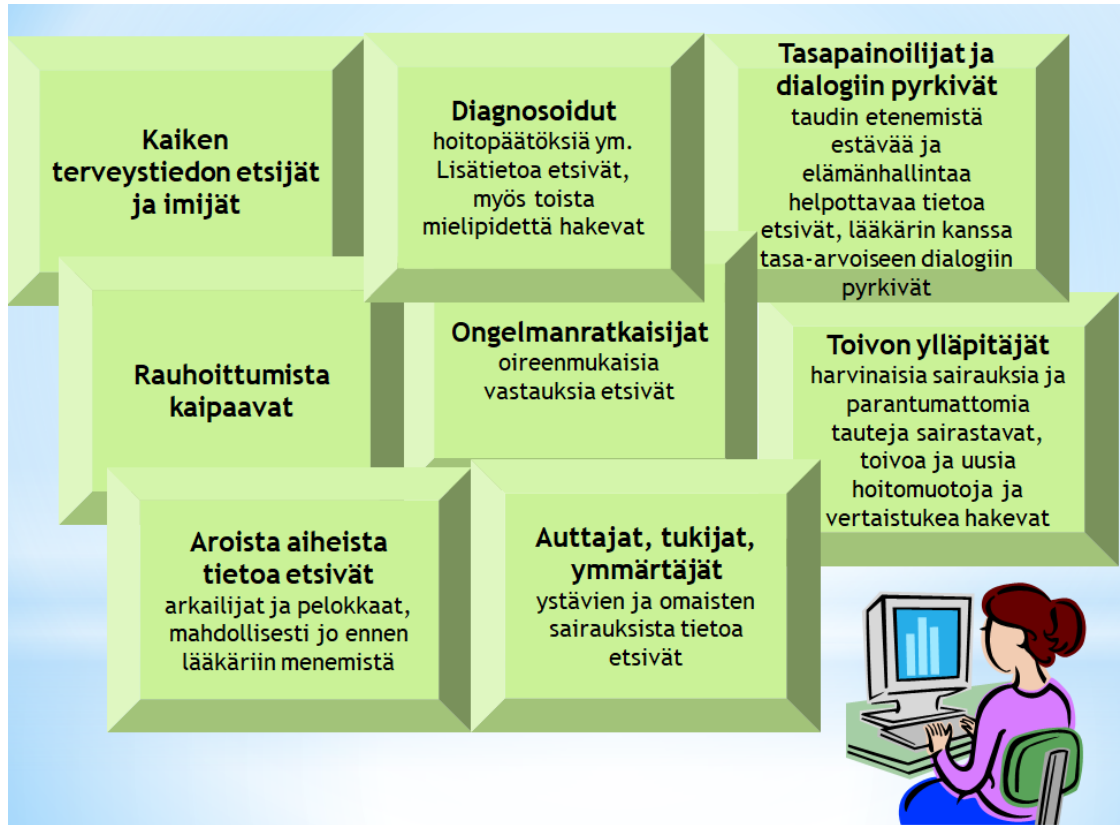 Kaiken
terveystiedon etsijät
ja imijät
Diagnosoidut
hoitopäätöksiä ym.
Lisätietoa etsivät,
myös toista
mielipidettä hakevat
Tasapainoilijat ja
dialogiin pyrkivät
taudin etenemistä
estävää ja
elämänhallintaa
helpottavaa tietoa
etsivät, lääkärin kanssa
tasa-arvoiseen dialogiin
pyrkivät
Rauhoittumista
kaipaavat
Ongelmanratkaisijat
oireenmukaisia
vastauksia etsivät
Toivon ylläpitäjät
harvinaisia sairauksia ja
parantumattomia
tauteja sairastavat,
toivoa ja uusia
hoitomuotoja ja
vertaistukea hakevat
Aroista aiheista
tietoa etsivät
arkailijat ja pelokkaat,
mahdollisesti jo ennen
lääkäriin menemistä
Auttajat, tukijat,
ymmärtäjät
ystävien ja omaisten
sairauksista tietoa
etsivät